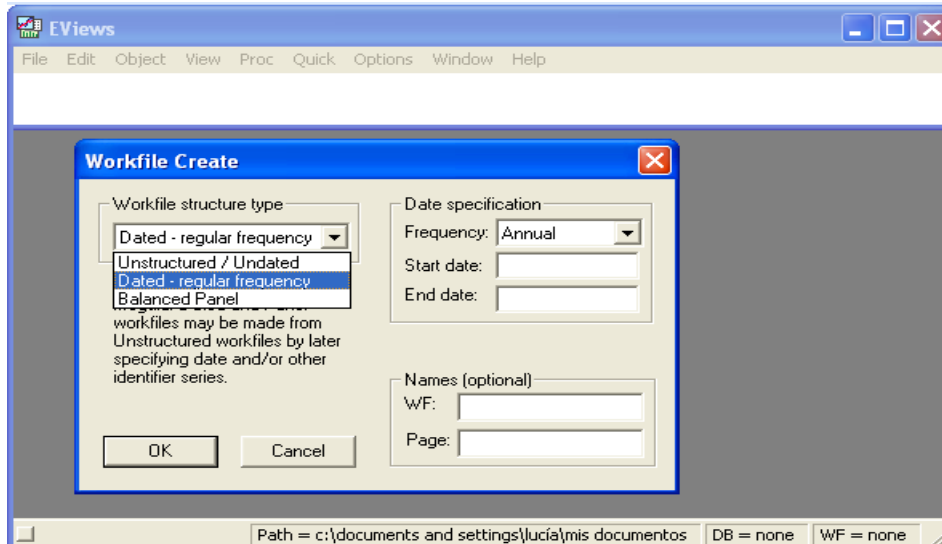 EViews
File Edit Object View Proc Quick Options Window Help
Workfile Create
Workfile structure type
Dated - regular frequency
Unstructured / Undated
Dated - regular frequency
Balanced Panel
workfiles may be made from
Unstructured workfiles by later
specifying date and/or other
identifier series.
OK
Cancel
Date specification
Frequency: Annual
Start date:
End date:
Names (optional)
WF:
Page:
Path = c:\documents and settings\lucía\mis documentos
DB = none
WF = none